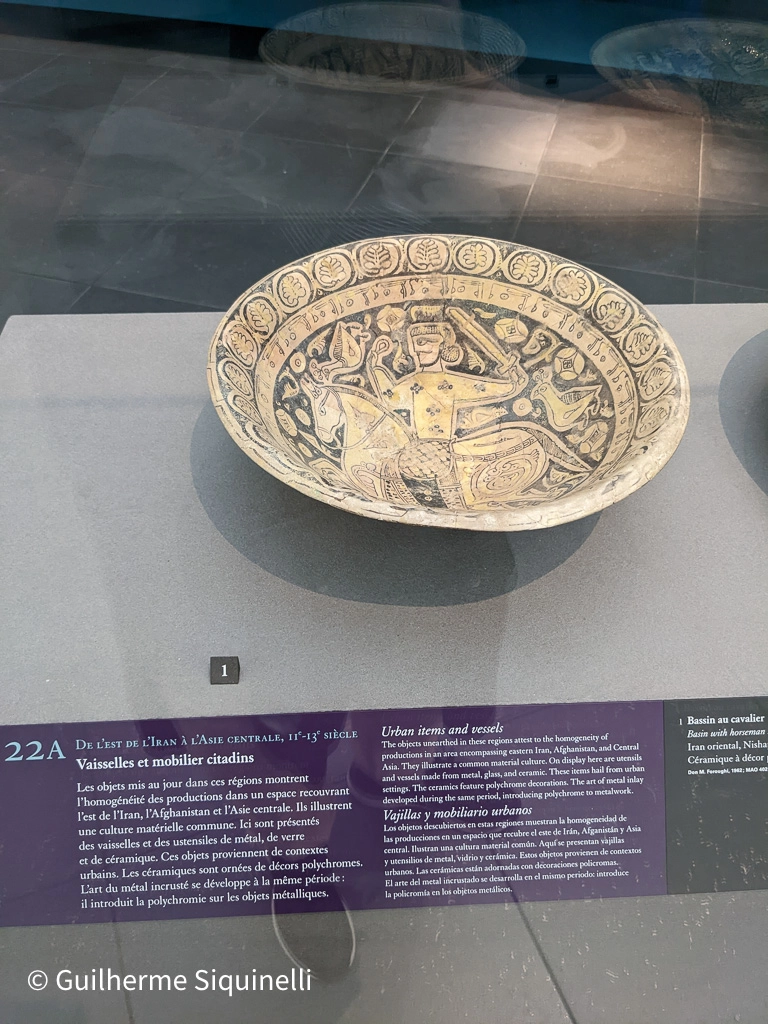 1
22A De l'est de l'Iran à l'Asie centrale, 11e-13e siècle
Vaisselles et mobilier citadins
Les objets mis au jour dans ces régions montrent
l'homogénéité des productions dans un espace recouvrant
l'est de l'Iran, l'Afghanistan et l'Asie centrale. Ils illustrent
une culture matérielle commune. Ici sont présentés
des vaisselles et des ustensiles de métal, de verre
et de céramique. Ces objets proviennent de contextes
urbains. Les céramiques sont ornées de décors polychromes.
L'art du métal incrusté se développe à la même période :
il introduit la polychromie sur les objets métalliques.
Urban items and vessels
The objects unearthed in these regions attest to the homogeneity of
productions in an area encompassing eastern Iran, Afghanistan, and Central
Asia. They illustrate a common material culture. On display here are utensils
and vessels made from metal, glass, and ceramic. These items hail from urban
settings. The ceramics feature polychrome decorations. The art of metal inlay
developed during the same period, introducing polychrome to metalwork.
Vajillas y mobiliario urbanos
Los objetos descubiertos en estas regiones muestran la homogeneidad de
las producciones en un espacio que recubre el este de Irán, Afganistán y Asia
central. Ilustran una cultura material común. Aquí se presentan vajillas
y utensilios de metal, vidrio y cerámica. Estos objetos provienen de contextos
urbanos. Las cerámicas están adornadas con decoraciones policromas.
El arte del metal incrustado se desarrolla en el mismo periodo: introduce
la policromía en los objetos metálicos.
1 Bassin au cavalier
Basin with horseman
Iran oriental, Nisha
Céramique à décor
Don M. Foroughi, 1962; MAO 402
© Guilherme Siquinelli